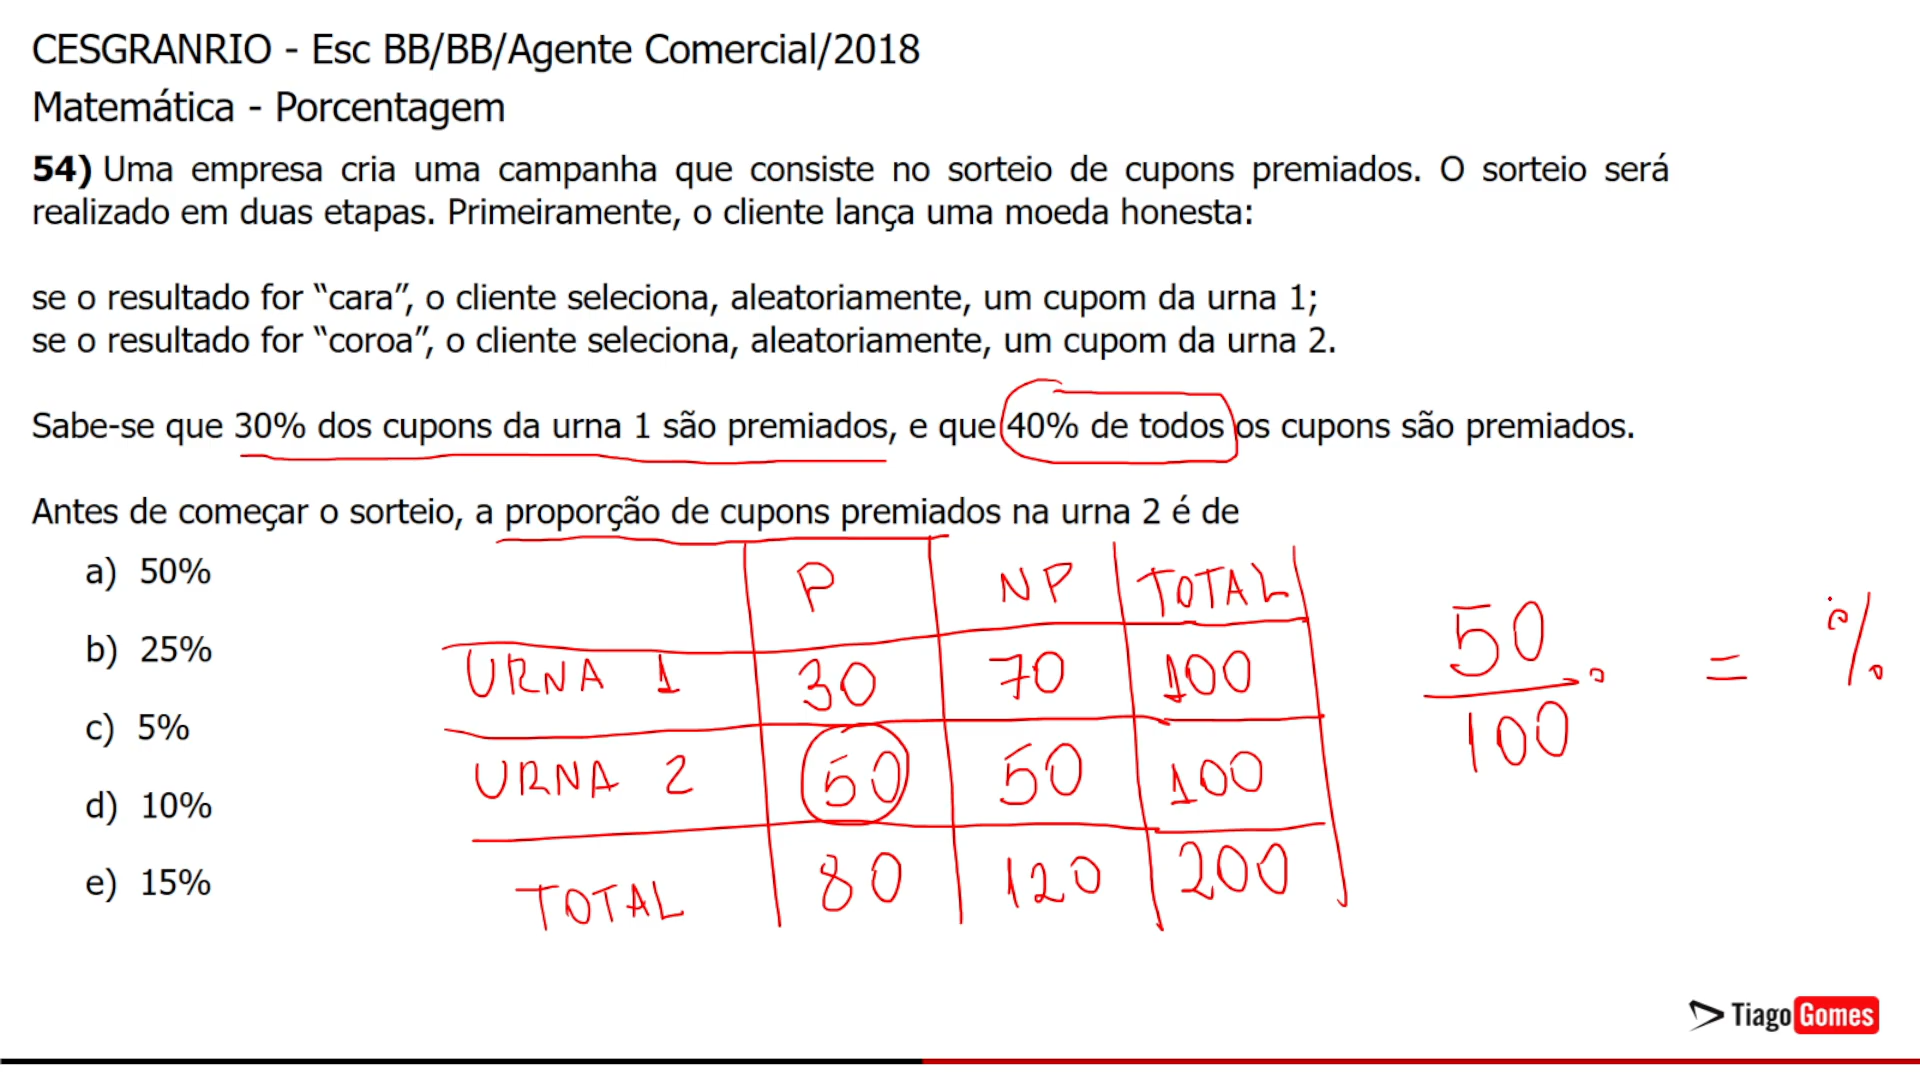 CESGRANRIO - Esc BB/BB/Agente Comercial/2018
Matemática - Porcentagem
54) Uma empresa cria uma campanha que consiste no sorteio de cupons premiados. O sorteio será
realizado em duas etapas. Primeiramente, o cliente lança uma moeda honesta:
se o resultado for “cara”, o cliente seleciona, aleatoriamente, um cupom da urna 1;
se o resultado for “coroa”, o cliente seleciona, aleatoriamente, um cupom da urna 2.
Sabe-se que 30% dos cupons da urna 1 são premiados, e que 40% de todos os cupons são premiados.
Antes de começar o sorteio, a proporção de cupons premiados na urna 2 é de
a) 50%
b) 25%
c) 5%
d) 10%
e) 15%
P NP TOTAL
URNA 1 30 70 100
URNA 2 50 50 100
TOTAL 80 120 200
50
= %
100
Tiago Gomes